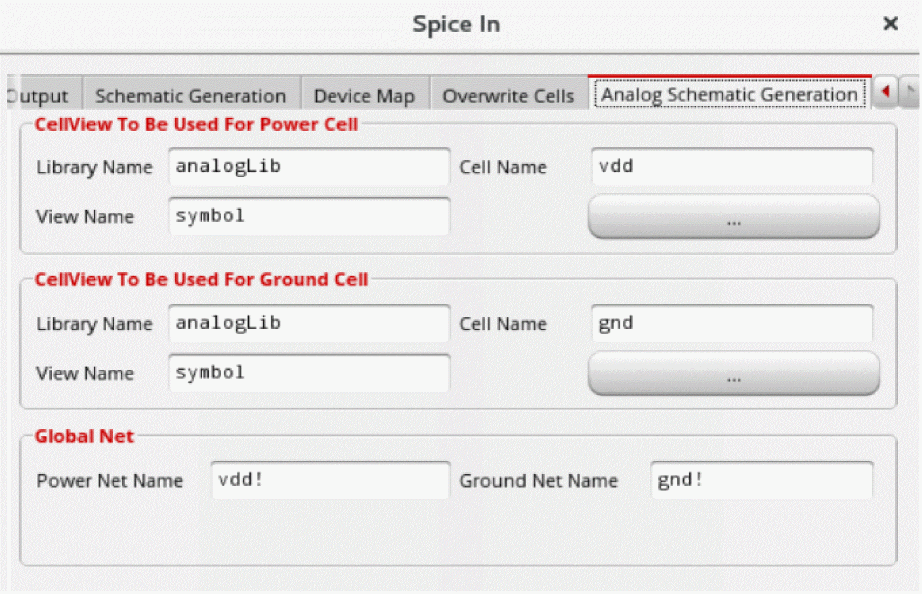 Spice In
Output Schematic Generation Device Map Overwrite Cells Analog Schematic Generation
CellView To Be Used For Power Cell
Library Name analogLib Cell Name vdd
View Name symbol ...
CellView To Be Used For Ground Cell
Library Name analogLib Cell Name gnd
View Name symbol ...
Global Net
Power Net Name vdd! Ground Net Name gnd!